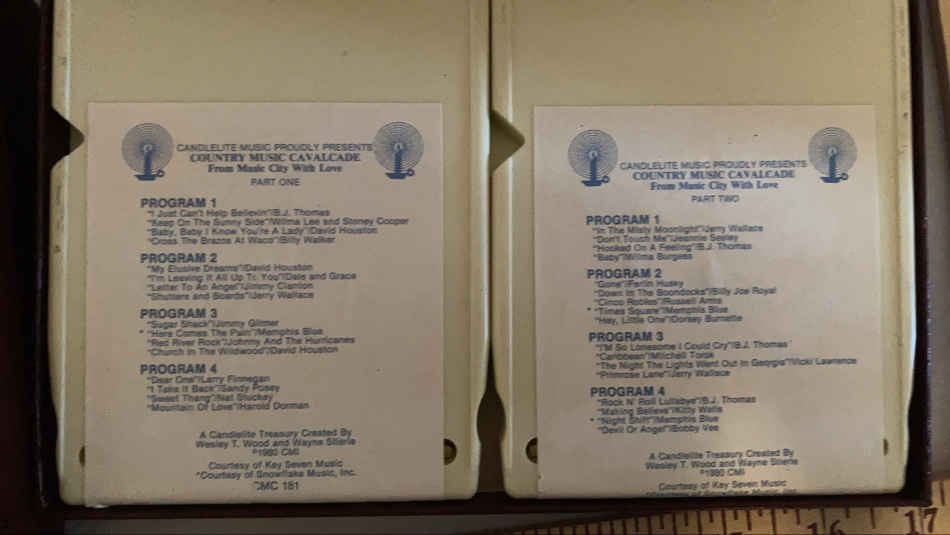 CANDLELITE MUSIC PROUDLY PRESENTS
COUNTRY MUSIC CAVALCADE
From Music City With Love
PART ONE
PROGRAM 1
"I Just Can't Help Believin"/B.J. Thomas
"Keep On The Sunny Side"/Wilma Lee and Stoney Cooper
"Baby, Baby I Know You're A Lady"/David Houston
"Cross The Brazos At Waco"/Billy Walker
PROGRAM 2
"My Elusive Dreams"/David Houston
"I'm Leaving It All Up To You"/Dale and Grace
"Letter To An Angel"/Jimmy Clanton
"Shutters and Boards"/Jerry Wallace
PROGRAM 3
"Sugar Shack"/Jimmy Gilmer
* "Here Comes The Pain"/Memphis Blue
"Red River Rock"/Johnny And The Hurricanes
"Church In The Wildwood"/David Houston
PROGRAM 4
"Dear One"/Larry Finnegan
"I Take It Back"/Sandy Posey
"Sweet Thang"/Nat Stuckey
"Mountain Of Love"/Harold Dorman
A Candlelite Treasury Created By
Wesley T. Wood and Wayne Stierle
©1980 CMI
Courtesy of Key Seven Music
*Courtesy of Snowflake Music, Inc.
CMC 181
CANDLELITE MUSIC PROUDLY PRESENTS
COUNTRY MUSIC CAVALCADE
From Music City With Love
PART TWO
PROGRAM 1
"In The Misty Moonlight"/Jerry Wallace
"Don't Touch Me"/Jeannie Seeley
"Hooked On A Feeling"/B.J. Thomas
"Baby"/Wilma Burgess
PROGRAM 2
"Gone"/Ferlin Husky
"Down In The Boondocks"/Billy Joe Royal
"Cinco Robles"/Russell Arms
* "Times Square"/Memphis Blue
"Hey, Little One"/Dorsey Burnette
PROGRAM 3
"I'M So Lonesome I Could Cry"/B.J. Thomas
"Caribbean"/Mitchell Torok
"The Night The Lights Went Out In Georgia"/Vicki Lawrence
"Primrose Lane"/Jerry Wallace
PROGRAM 4
"Rock N' Roll Lullabye"/B.J. Thomas
"Making Believe"/Kitty Wells
* "Night Shift"/Memphis Blue
"Devil Or Angel"/Bobby Vee
A Candlelite Treasury Created By
Wesley T. Wood and Wayne Stierle
©1980 CMI
Courtesy of Key Seven Music
*Courtesy of Snowflake Music, Inc.
16 17